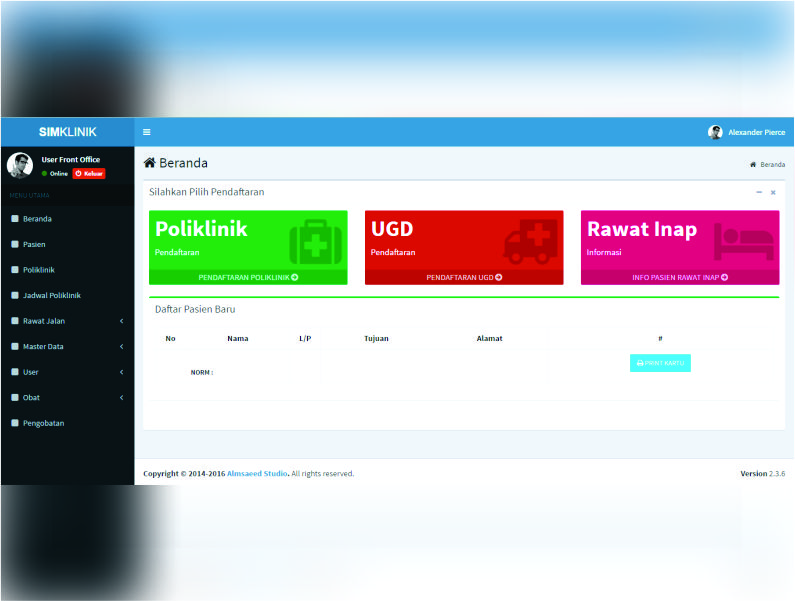 SIMKLINIK
Alexander Pierce
User Front Office
Online Keluar
MENU UTAMA
Beranda
Pasien
Poliklinik
Jadwal Poliklinik
Rawat Jalan
Master Data
User
Obat
Pengobatan
Beranda
Beranda
Silahkan Pilih Pendaftaran
Poliklinik
Pendaftaran
PENDAFTARAN POLIKLINIK
UGD
Pendaftaran
PENDAFTARAN UGD
Rawat Inap
Informasi
INFO PASIEN RAWAT INAP
Daftar Pasien Baru
No Nama L/P Tujuan Alamat #
NORM :
PRINT KARTU
Copyright © 2014-2016 Almsaeed Studio. All rights reserved.
Version 2.3.6